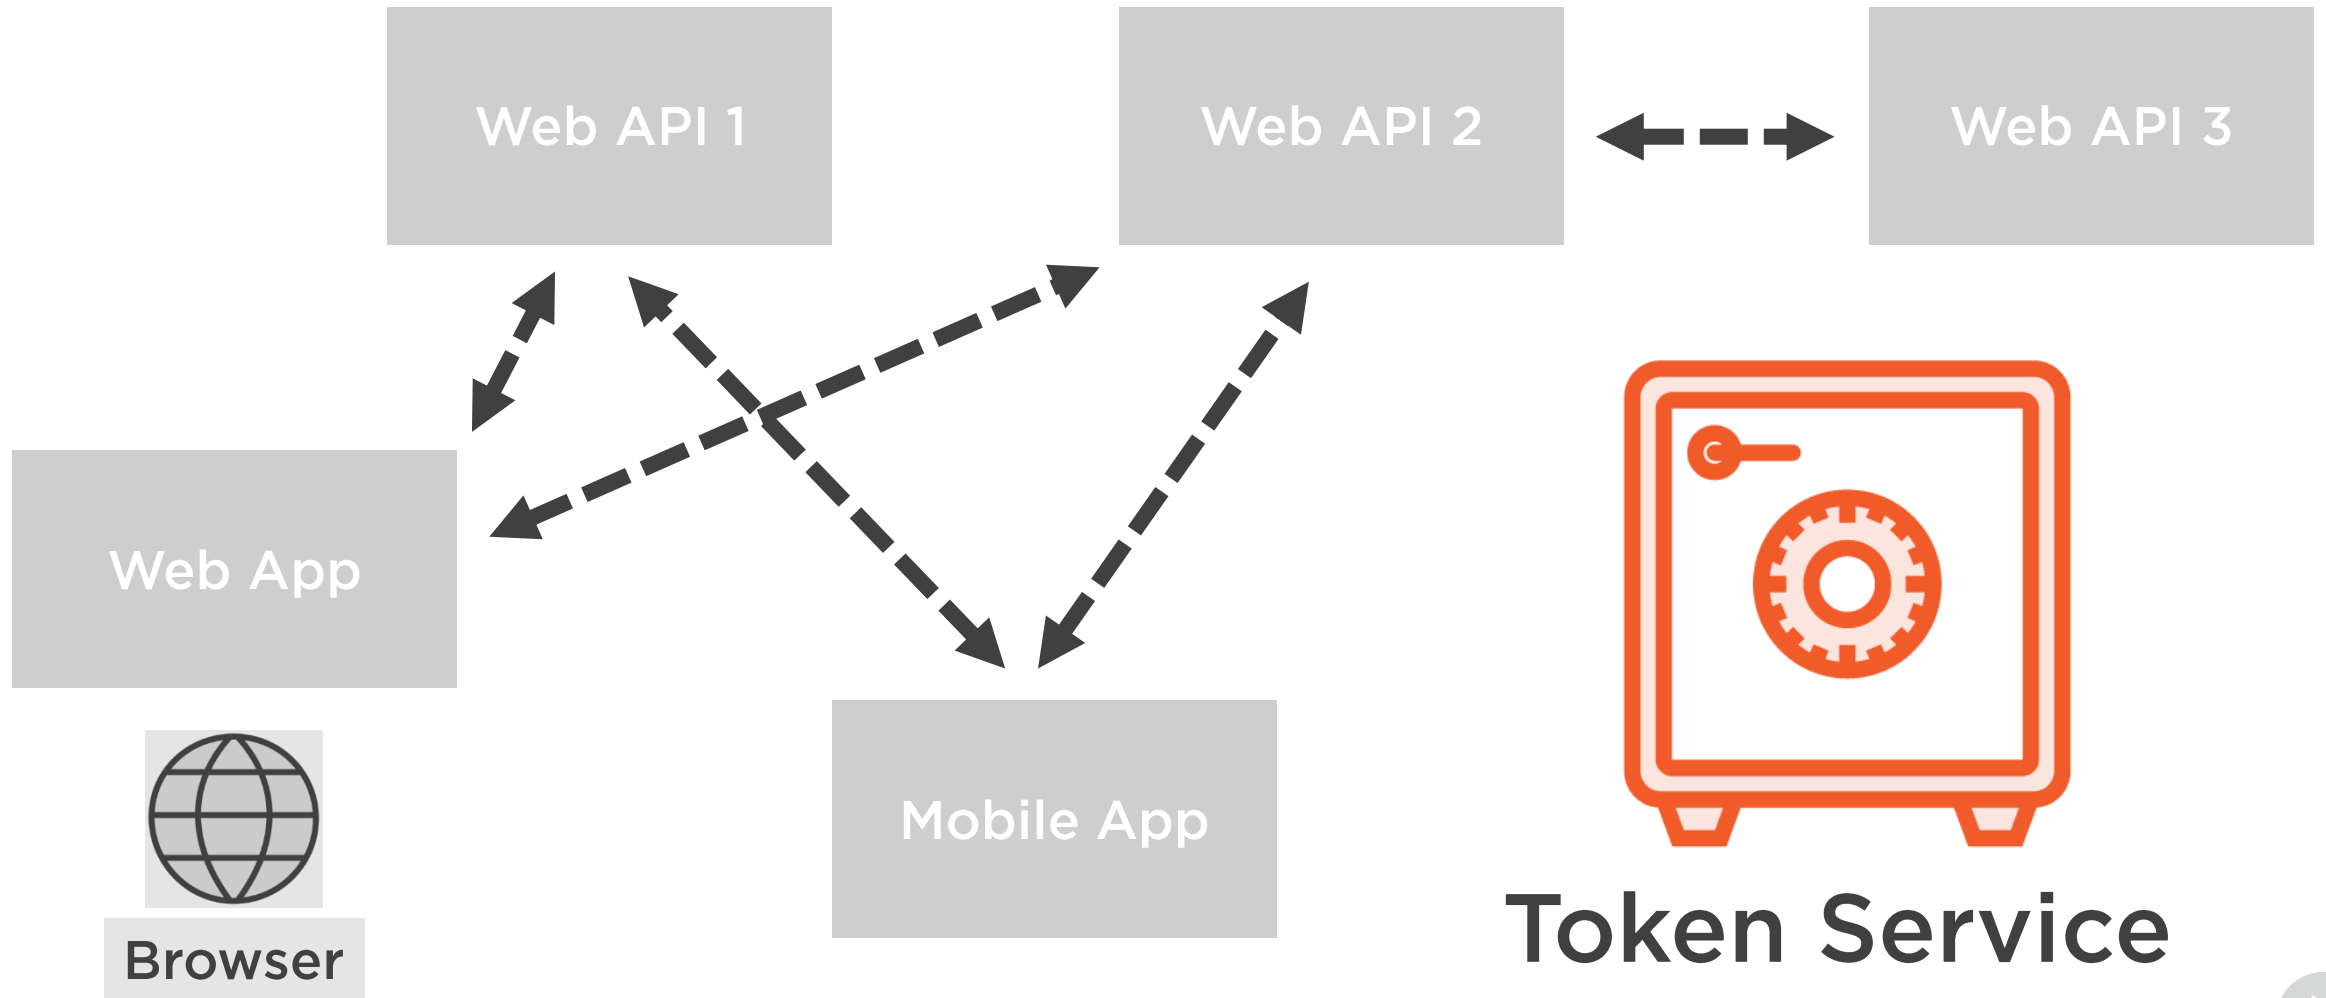 Web API 1
Web API 2
Web API 3
Web App
Mobile App
Browser
Token Service